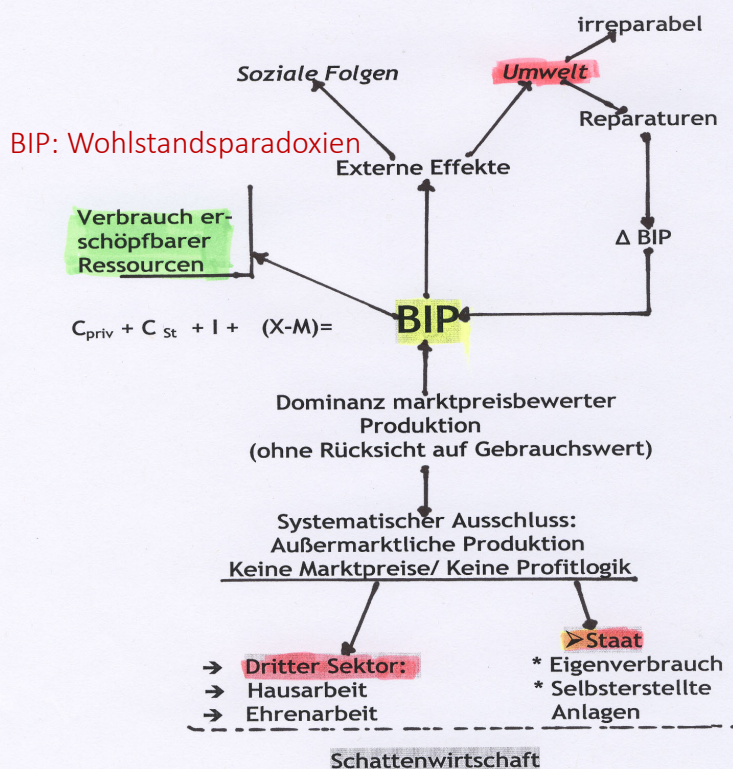 irreparabel
Soziale Folgen
Umwelt
Reparaturen
BIP: Wohlstandsparadoxien
Externe Effekte
Verbrauch er-
schöpfbarer
Ressourcen
Δ BIP
C priv + C St + I + (X-M)=
BIP
Dominanz marktpreisbewerter
Produktion
(ohne Rücksicht auf Gebrauchswert)
Systematischer Ausschluss:
Außermarktliche Produktion
Keine Marktpreise/ Keine Profitlogik
➢Staat
→ Dritter Sektor:
* Eigenverbrauch
→ Hausarbeit
* Selbsterstellte
→ Ehrenarbeit
Anlagen
Schattenwirtschaft